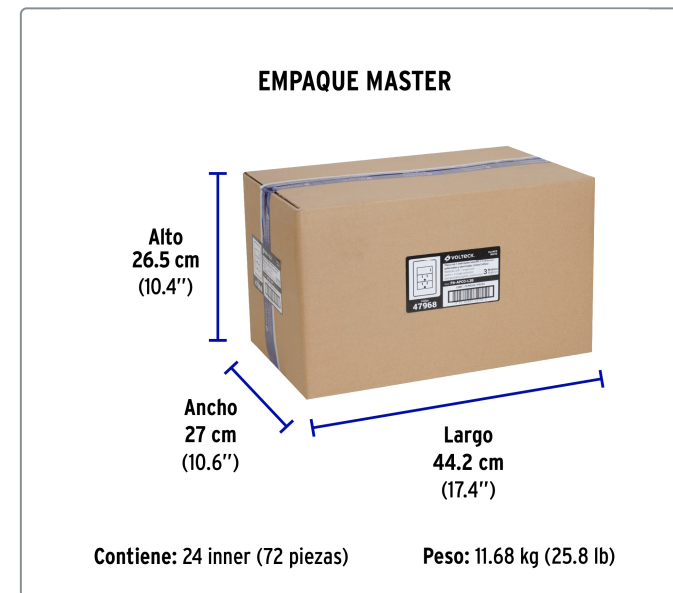 EMPAQUE MASTER
Alto
26.5 cm
(10.4’’)
VOLTECK
47968
Ancho
27 cm
(10.6’’)
Largo
44.2 cm
(17.4’’)
Contiene: 24 inner (72 piezas)
Peso: 11.68 kg (25.8 lb)